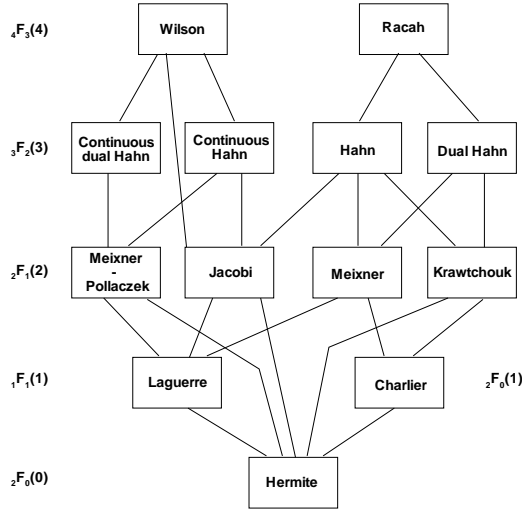 ₄F₃(4)
Wilson
Racah
₃F₂(3)
Continuous
dual Hahn
Continuous
Hahn
Hahn
Dual Hahn
₂F₁(2)
Meixner
-
Pollaczek
Jacobi
Meixner
Krawtchouk
₁F₁(1)
Laguerre
Charlier
₂F₀(1)
₂F₀(0)
Hermite